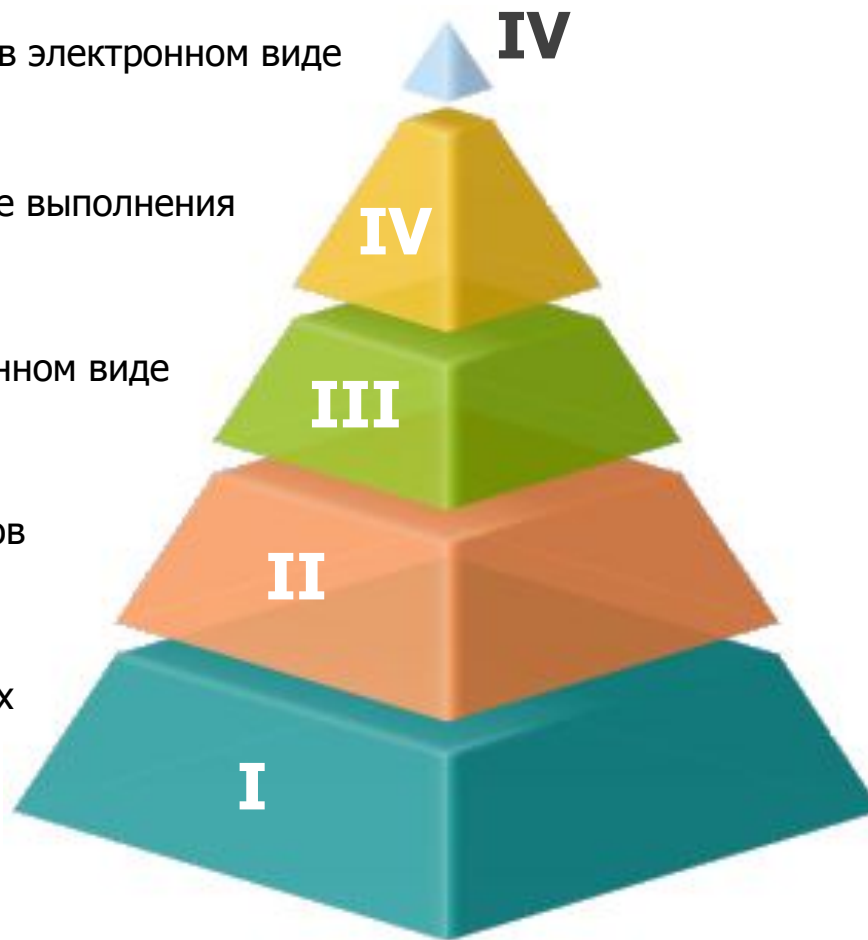 в электронном виде
IV
е выполнения
IV
нном виде
III
ов
II
х
I